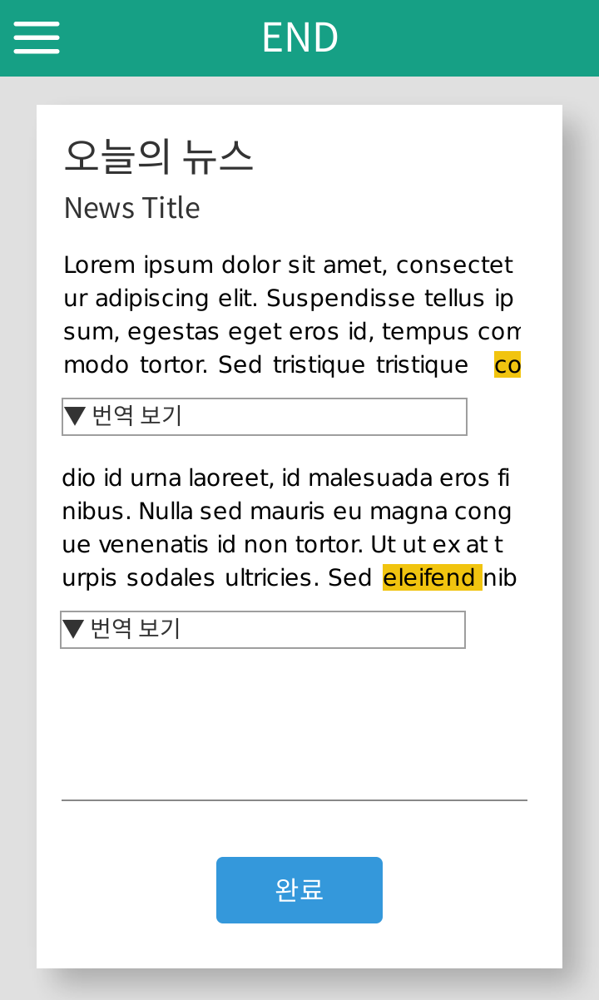 END
오늘의 뉴스
News Title
Lorem ipsum dolor sit amet, consectet
ur adipiscing elit. Suspendisse tellus ip
sum, egestas eget eros id, tempus com
modo tortor. Sed tristique tristique co
▼ 번역 보기
dio id urna laoreet, id malesuada eros fi
nibus. Nulla sed mauris eu magna cong
ue venenatis id non tortor. Ut ut ex at t
urpis sodales ultricies. Sed eleifend nib
▼ 번역 보기
완료